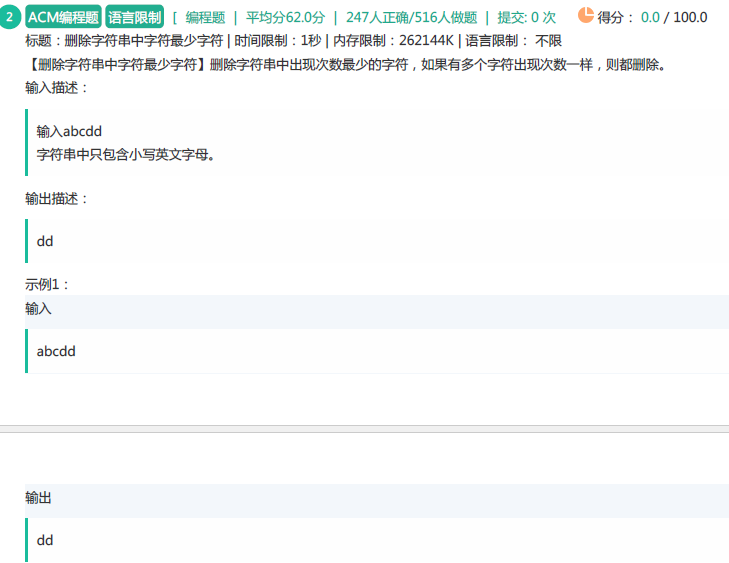 2 ACM编程题 语言限制 [ 编程题 | 平均分62.0分 | 247人正确/516人做题 | 提交: 0 次 得分： 0.0 / 100.0
标题：删除字符串中字符最少字符 | 时间限制：1秒 | 内存限制：262144K | 语言限制： 不限
【删除字符串中字符最少字符】删除字符串中出现次数最少的字符，如果有多个字符出现次数一样，则都删除。
输入描述：
输入abcdd
字符串中只包含小写英文字母。
输出描述：
dd
示例1：
输入
abcdd
输出
dd